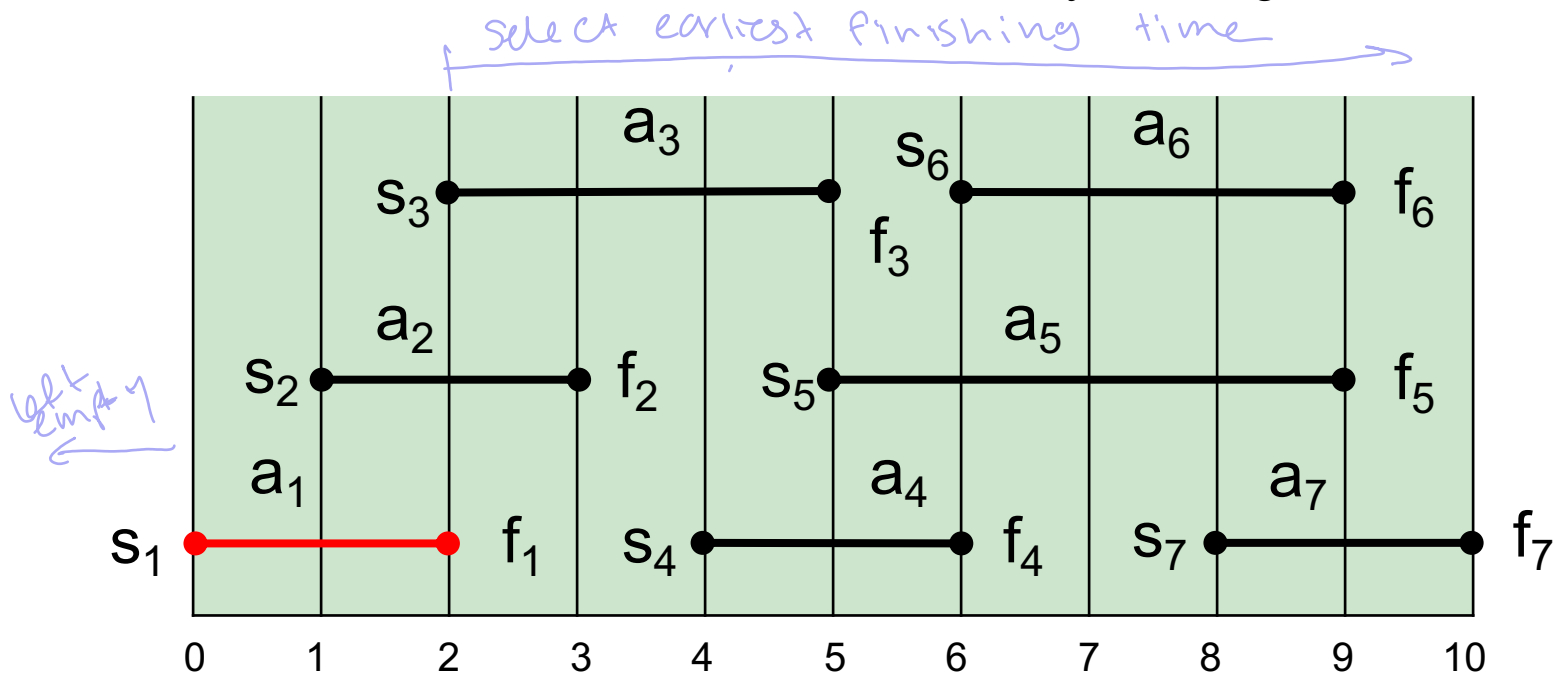 select earliest finishing time
a₃
s₆
a₆
s₃
f₆
f₃
a₂
a₅
s₂
f₂
s₅
f₅
left
empty
a₁
a₄
a₇
s₁
f₁
s₄
f₄
s₇
f₇
0 1 2 3 4 5 6 7 8 9 10